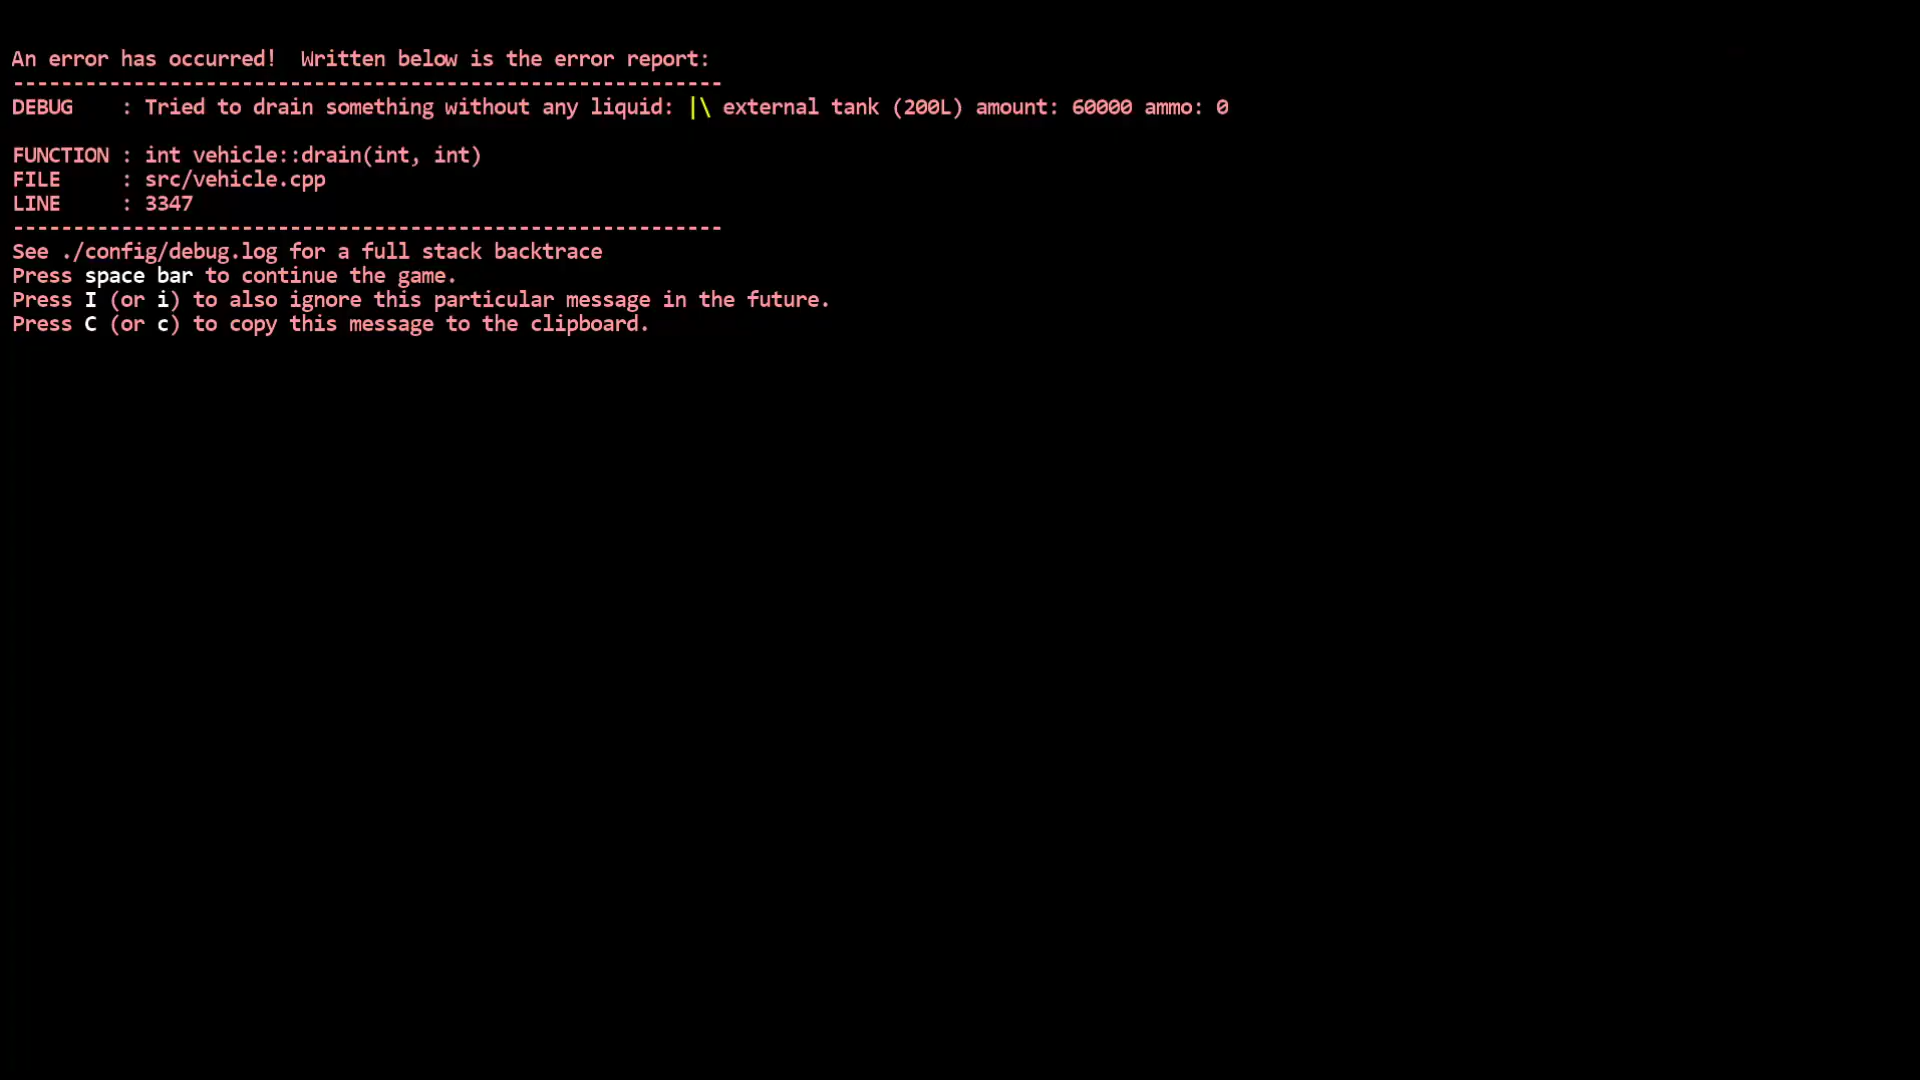 An error has occurred!  Written below is the error report:
-----------------------------------------------------------
DEBUG    : Tried to drain something without any liquid: |\ external tank (200L) amount: 60000 ammo: 0
FUNCTION : int vehicle::drain(int, int)
FILE     : src/vehicle.cpp
LINE     : 3347
-----------------------------------------------------------
See ./config/debug.log for a full stack backtrace
Press space bar to continue the game.
Press I (or i) to also ignore this particular message in the future.
Press C (or c) to copy this message to the clipboard.